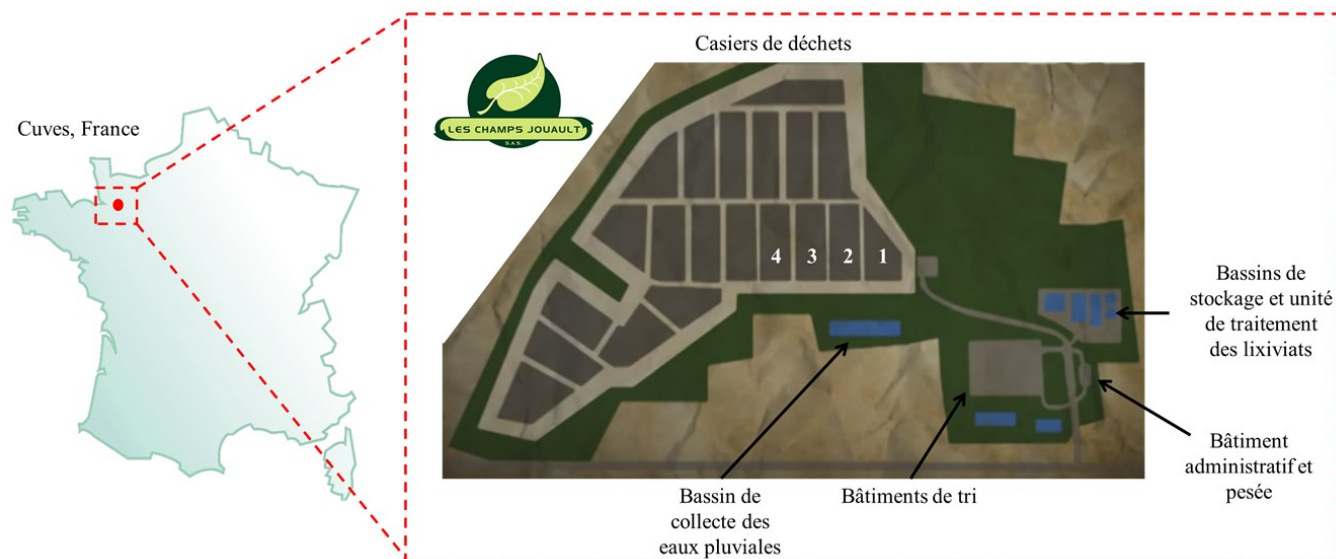 Casiers de déchets
Cuves, France
LES CHAMPS JOUAULT
S.A.S.
4 3 2 1
Bassins de
stockage et unité
de traitement
des lixiviats
Bâtiment
administratif et
pesée
Bassin de
collecte des
eaux pluviales
Bâtiments de tri